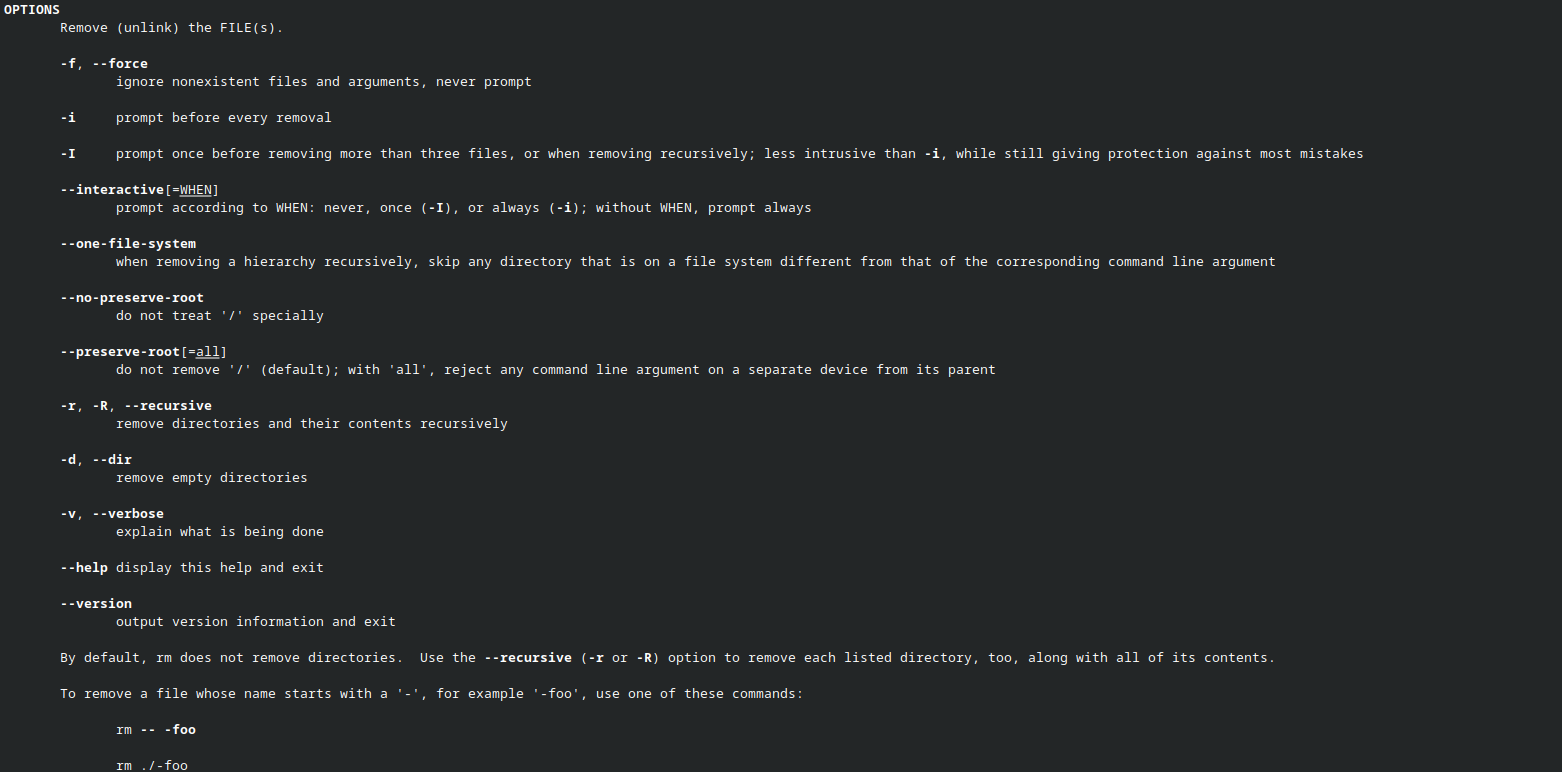 OPTIONS
Remove (unlink) the FILE(s).
-f, --force
ignore nonexistent files and arguments, never prompt
-i     prompt before every removal
-I     prompt once before removing more than three files, or when removing recursively; less intrusive than -i, while still giving protection against most mistakes
--interactive[=WHEN]
prompt according to WHEN: never, once (-I), or always (-i); without WHEN, prompt always
--one-file-system
when removing a hierarchy recursively, skip any directory that is on a file system different from that of the corresponding command line argument
--no-preserve-root
do not treat '/' specially
--preserve-root[=all]
do not remove '/' (default); with 'all', reject any command line argument on a separate device from its parent
-r, -R, --recursive
remove directories and their contents recursively
-d, --dir
remove empty directories
-v, --verbose
explain what is being done
--help display this help and exit
--version
output version information and exit
By default, rm does not remove directories.  Use the --recursive (-r or -R) option to remove each listed directory, too, along with all of its contents.
To remove a file whose name starts with a '-', for example '-foo', use one of these commands:
rm -- -foo
rm ./-foo